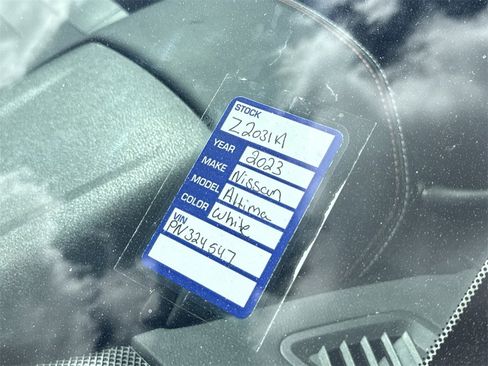 STOCK
Z2031A
YEAR 2023
MAKE Nissan
MODEL Altima
COLOR White
VIN
PN324547